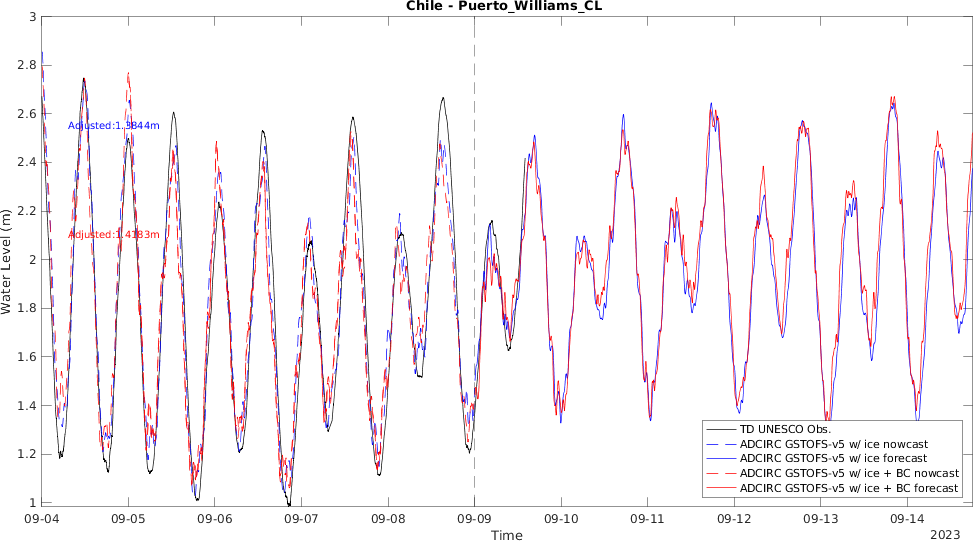 Chile - Puerto_Williams_CL
3
2.8
2.6
2.4
2.2
2
1.8
1.6
1.4
1.2
1
Water Level (m)
Adjusted:1.3844m
Adjusted:1.4183m
09-04
09-05
09-06
09-07
09-08
09-09
09-10
09-11
09-12
09-13
09-14
Time
2023
TD UNESCO Obs.
ADCIRC GSTOFS-v5 w/ ice nowcast
ADCIRC GSTOFS-v5 w/ ice forecast
ADCIRC GSTOFS-v5 w/ ice + BC nowcast
ADCIRC GSTOFS-v5 w/ ice + BC forecast